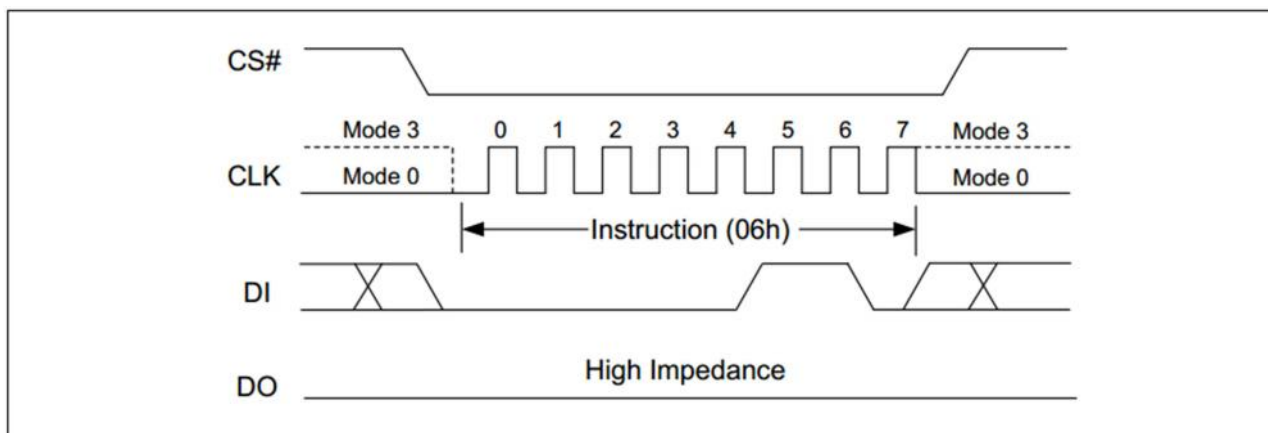 CS#
Mode 3 0 1 2 3 4 5 6 7 Mode 3
CLK Mode 0 Mode 0
Instruction (06h)
DI
High Impedance
DO